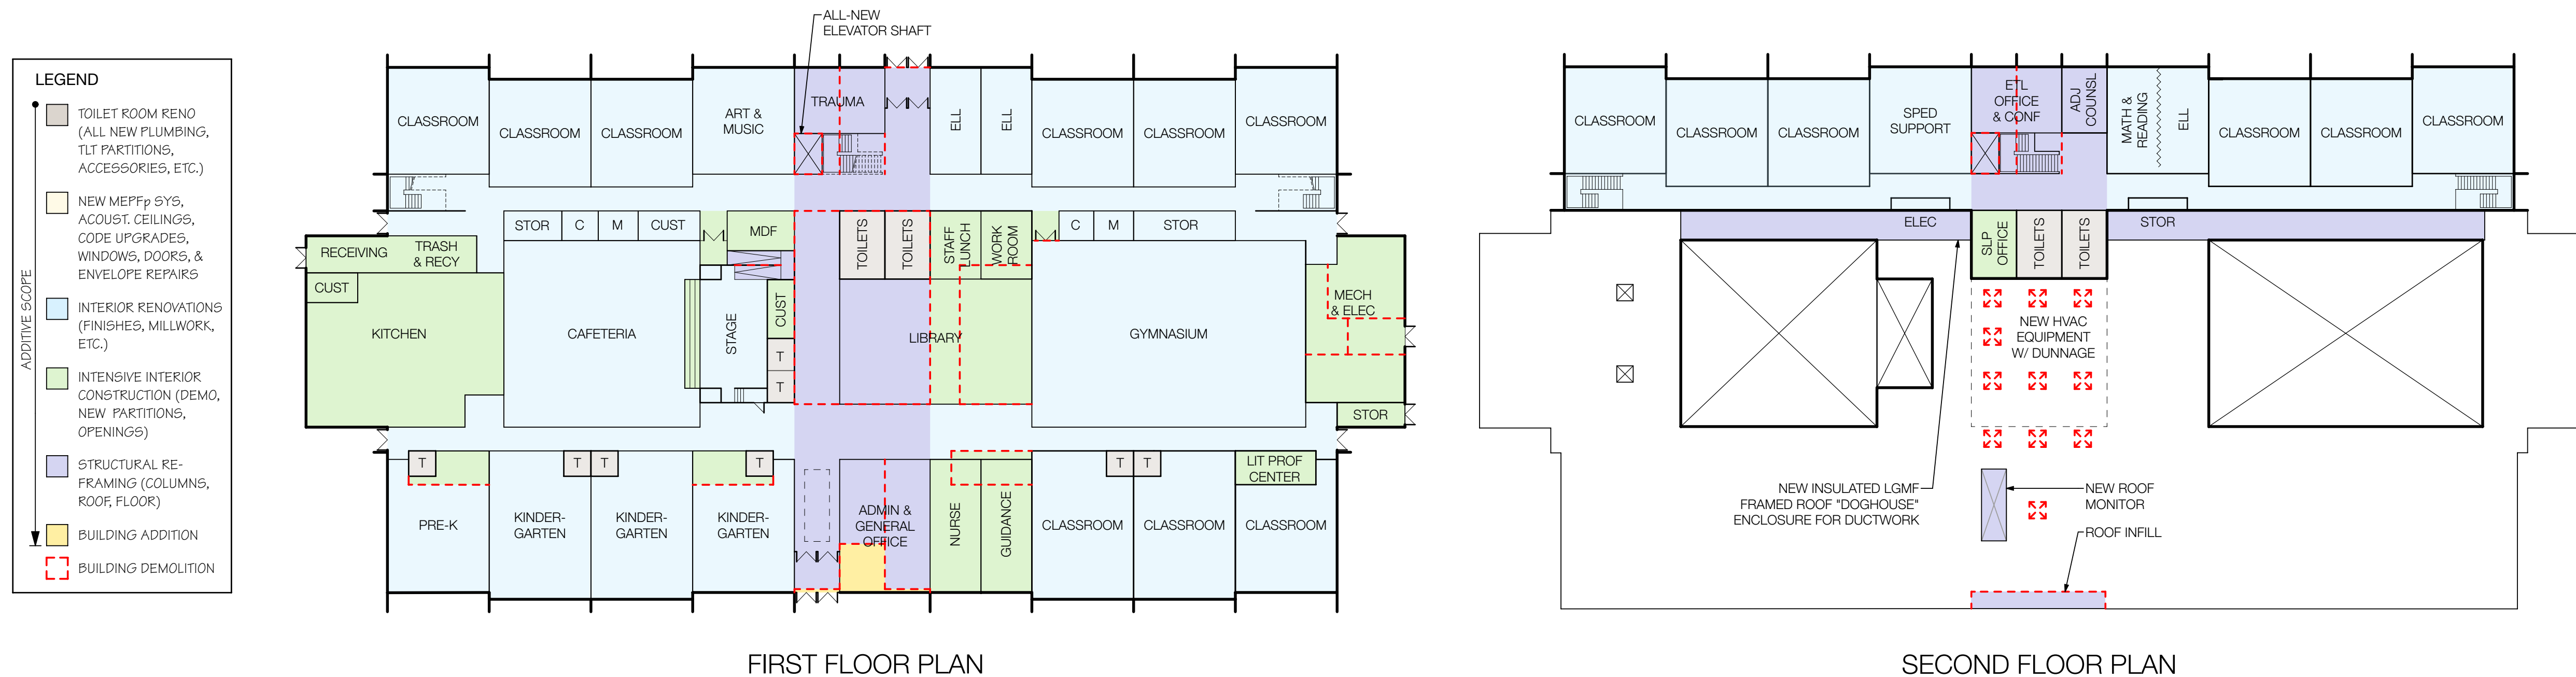 LEGEND
ADDITIVE SCOPE
TOILET ROOM RENO
(ALL NEW PLUMBING,
TLT PARTITIONS,
ACCESSORIES, ETC.)
NEW MEPFp SYS,
ACOUST. CEILINGS,
CODE UPGRADES,
WINDOWS, DOORS, &
ENVELOPE REPAIRS
INTERIOR RENOVATIONS
(FINISHES, MILLWORK,
ETC.)
INTENSIVE INTERIOR
CONSTRUCTION (DEMO,
NEW PARTITIONS,
OPENINGS)
STRUCTURAL RE-
FRAMING (COLUMNS,
ROOF, FLOOR)
BUILDING ADDITION
BUILDING DEMOLITION
ALL-NEW
ELEVATOR SHAFT
CLASSROOM
CLASSROOM
CLASSROOM
ART &
MUSIC
TRAUMA
ELL
ELL
CLASSROOM
CLASSROOM
CLASSROOM
STOR
C
M
CUST
MDF
TOILETS
TOILETS
STAFF
LUNCH
WORK
ROOM
C
M
STOR
RECEIVING
TRASH
& RECY
CUST
KITCHEN
CAFETERIA
STAGE
CUST
T
T
LIBRARY
GYMNASIUM
MECH
& ELEC
STOR
T
T
T
T
T
T
LIT PROF
CENTER
PRE-K
KINDER-
GARTEN
KINDER-
GARTEN
KINDER-
GARTEN
ADMIN &
GENERAL
OFFICE
NURSE
GUIDANCE
CLASSROOM
CLASSROOM
CLASSROOM
FIRST FLOOR PLAN
CLASSROOM
CLASSROOM
CLASSROOM
SPED
SUPPORT
ETL
OFFICE
& CONF
ADJ
COUNSL
MATH &
READING
ELL
CLASSROOM
CLASSROOM
CLASSROOM
ELEC
SLP
OFFICE
TOILETS
TOILETS
STOR
NEW HVAC
EQUIPMENT
W/ DUNNAGE
NEW INSULATED LGMF
FRAMED ROOF "DOGHOUSE"
ENCLOSURE FOR DUCTWORK
NEW ROOF
MONITOR
ROOF INFILL
SECOND FLOOR PLAN